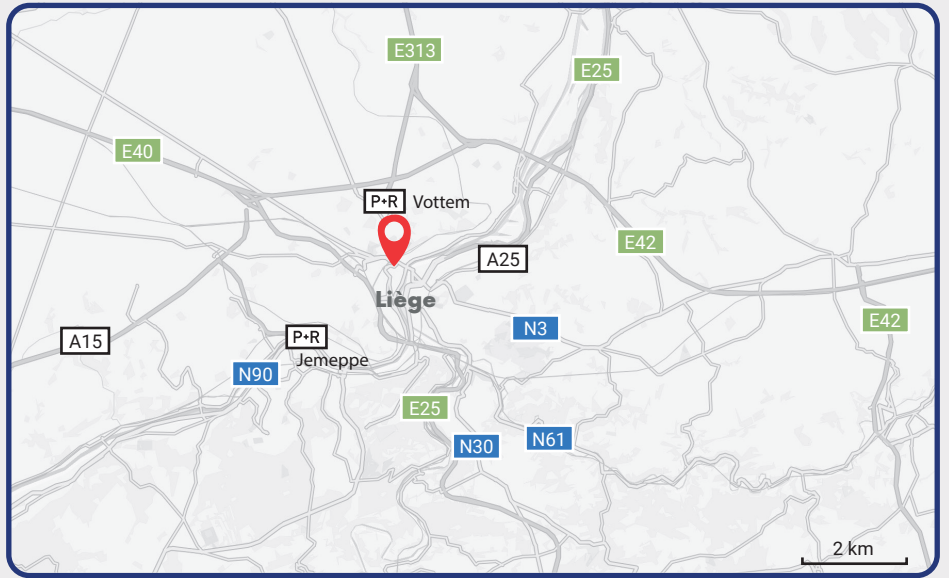 E313
E25
E40
P+R Vottem
E42
A25
Liège
E42
N3
P+R
Jemeppe
A15
N90
E25
N61
N30
2 km